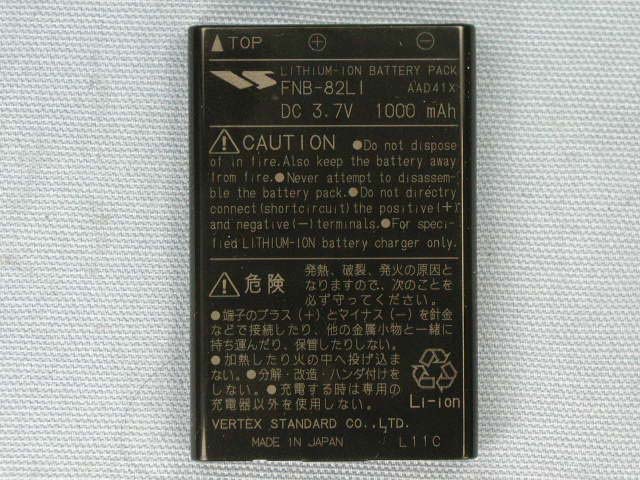 ▲TOP ⊕ ⊖
LITHIUM-ION BATTERY PACK
FNB-82LI AAD41X
DC 3.7V 1000 mAh
CAUTION ●Do not dispose
of in fire.Also keep the battery away
from fire.●Never attempt to disassem-
ble the battery pack.●Do not directry
connect(shortcircuit) the positive(+)
and negative(−) terminals.●For speci-
fied LITHIUM-ION battery charger only.
危険 発熱、破裂、発火の原因と
なりますので、次のことを
必ず守ってください。
●端子のプラス(+)とマイナス(−)を針金
などで接続したり、他の金属小物と一緒に
持ち運んだり、保管したりしない。
●加熱したり火の中へ投げ込ま
ない。●分解・改造・ハンダ付けを
しない。●充電する時は専用の
充電器以外を使用しない。
Li-ion
VERTEX STANDARD CO.,LTD.
MADE IN JAPAN L11C